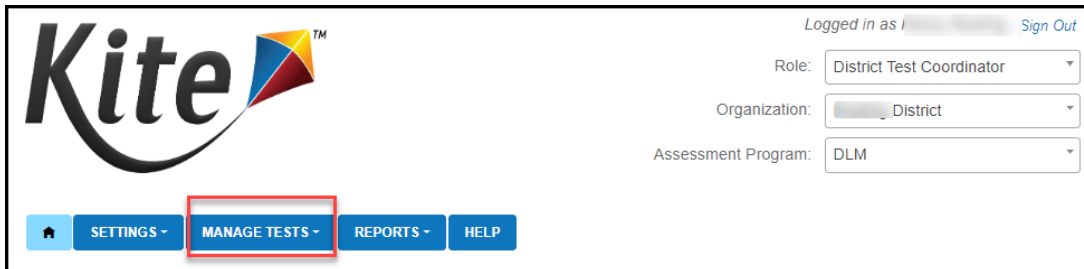 Kite™
Logged in as Sign Out
Role: District Test Coordinator
Organization: District
Assessment Program: DLM
SETTINGS MANAGE TESTS REPORTS HELP